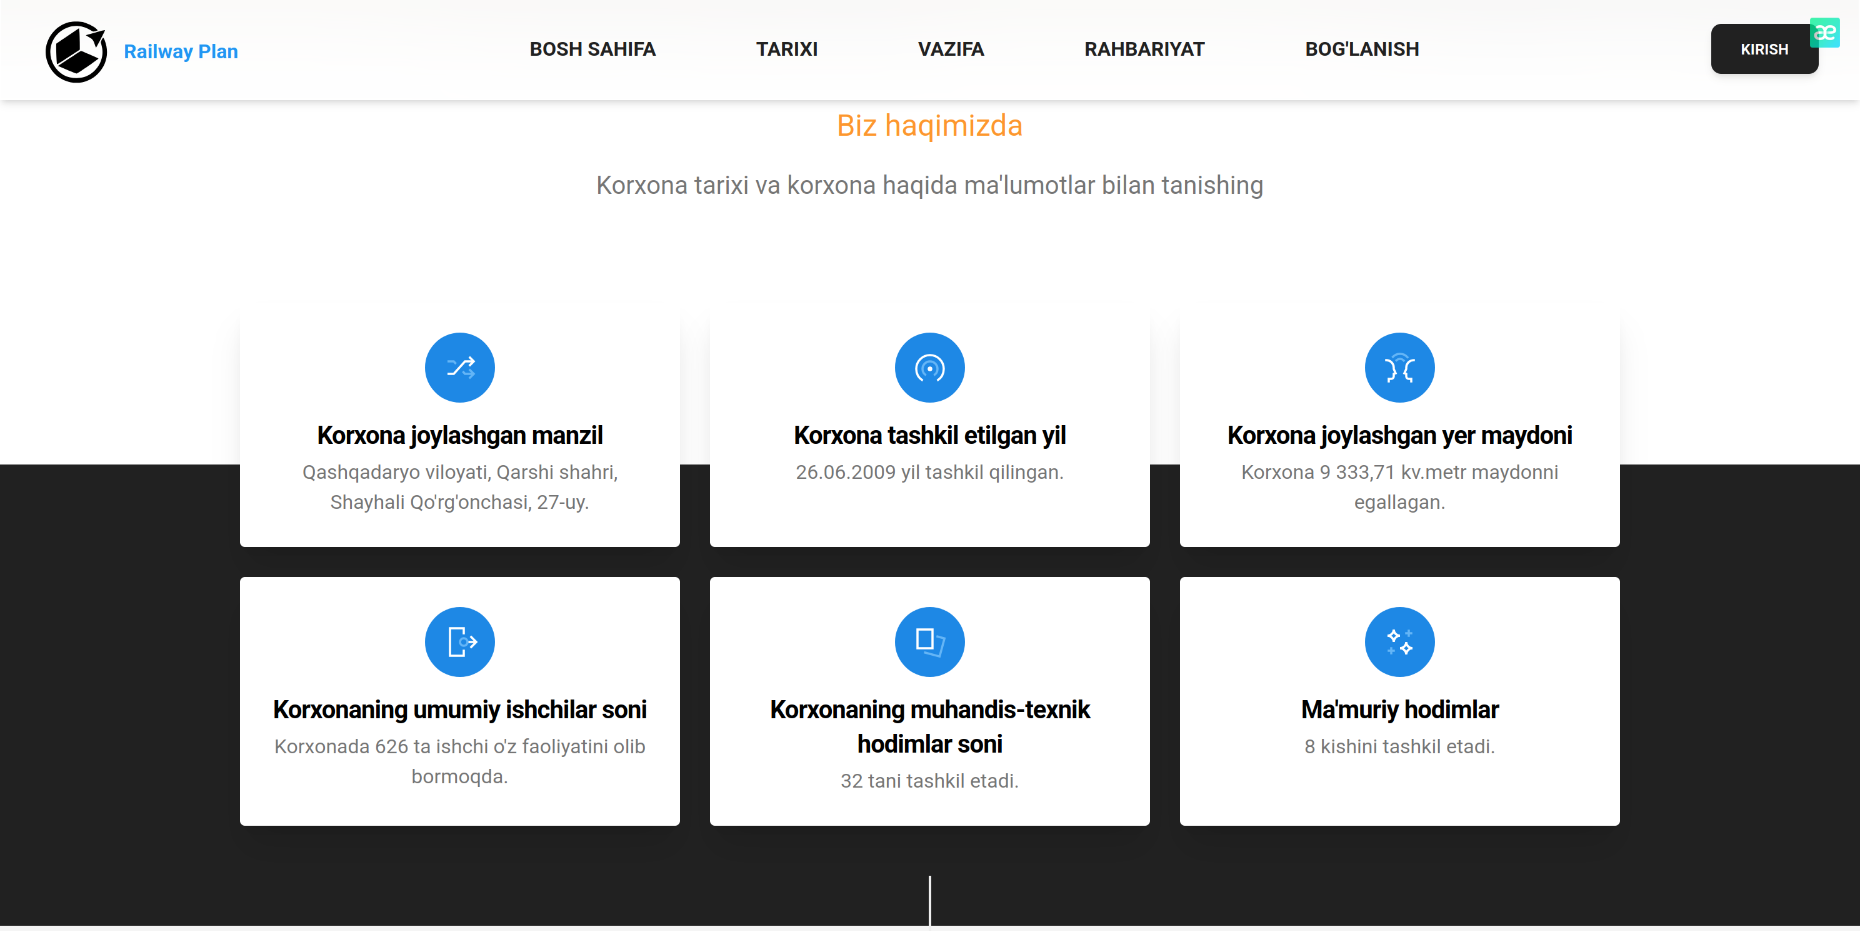 Railway Plan
BOSH SAHIFA
TARIXI
VAZIFA
RAHBARIYAT
BOG'LANISH
KIRISH
æ
Biz haqimizda
Korxona tarixi va korxona haqida ma'lumotlar bilan tanishing
Korxona joylashgan manzil
Qashqadaryo viloyati, Qarshi shahri,
Shayhali Qo'rg'onchasi, 27-uy.
Korxona tashkil etilgan yil
26.06.2009 yil tashkil qilingan.
Korxona joylashgan yer maydoni
Korxona 9 333,71 kv.metr maydonni
egallagan.
Korxonaning umumiy ishchilar soni
Korxonada 626 ta ishchi o'z faoliyatini olib
bormoqda.
Korxonaning muhandis-texnik
hodimlar soni
32 tani tashkil etadi.
Ma'muriy hodimlar
8 kishini tashkil etadi.